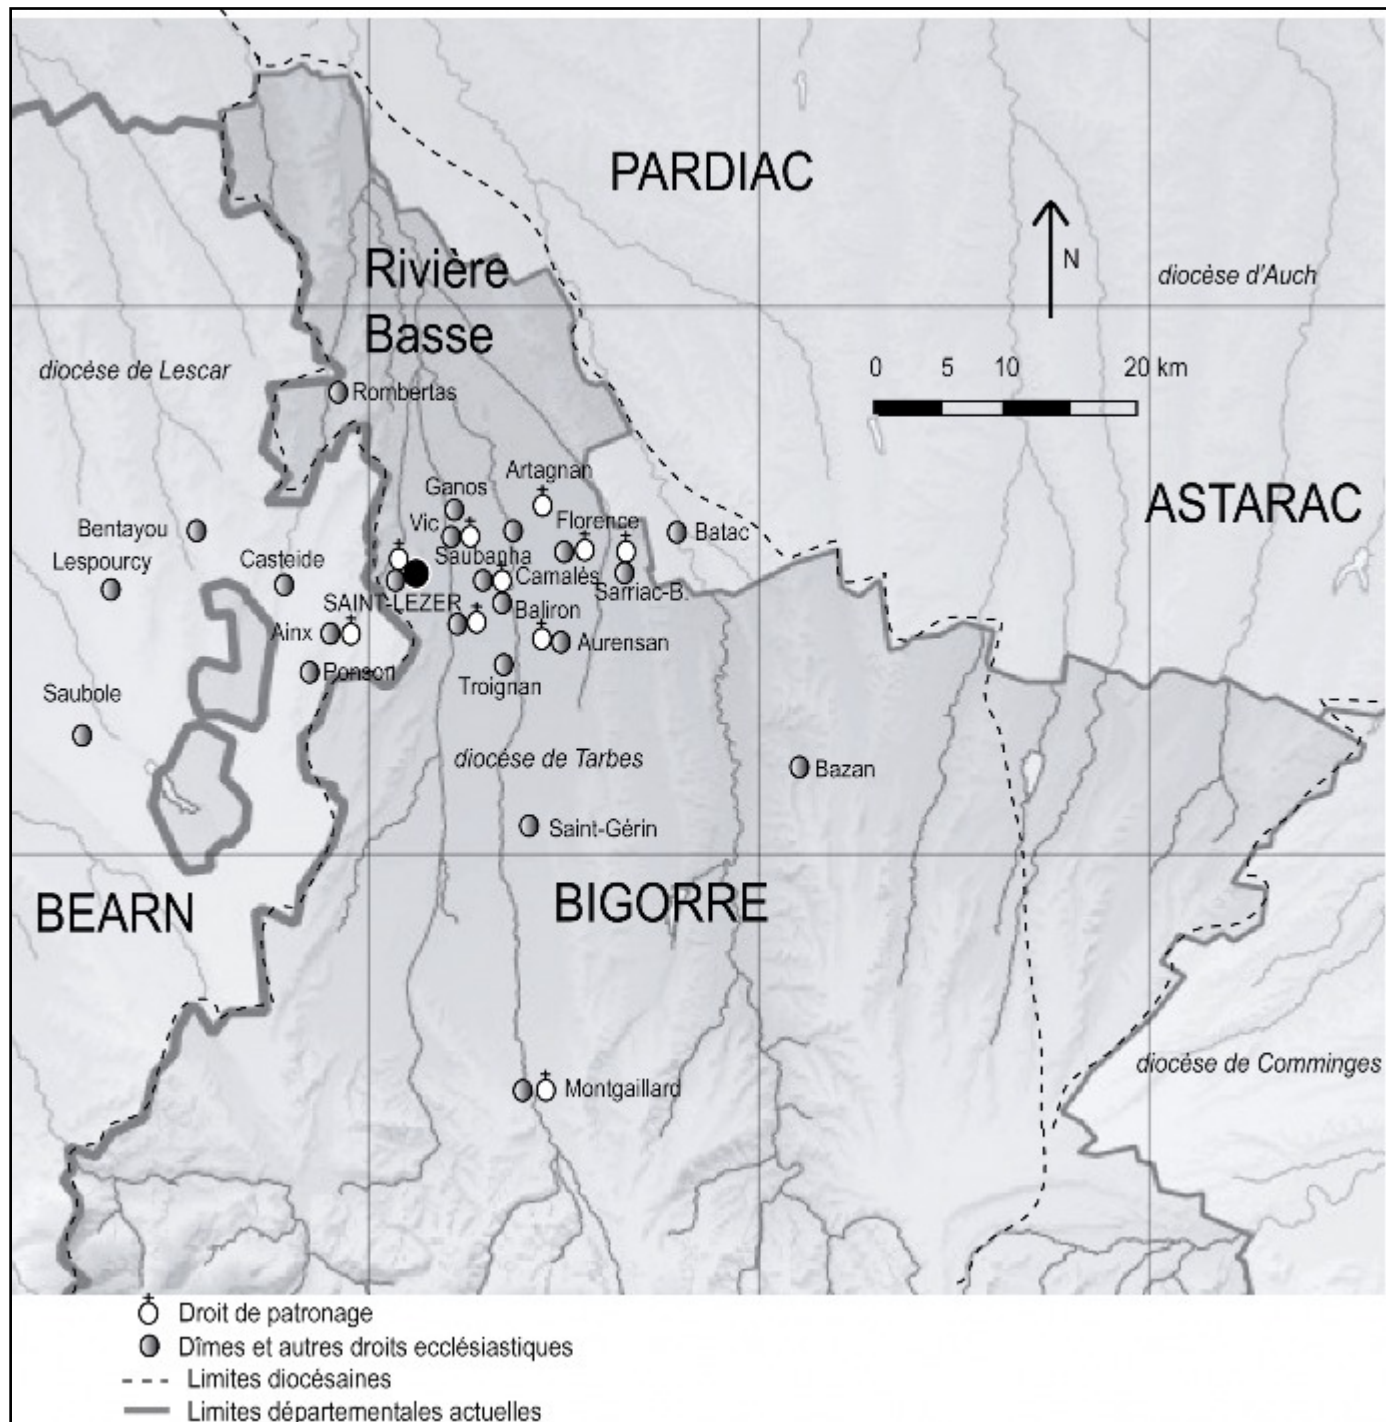 PARDIAC
Rivière
Basse
N
diocèse d'Auch
diocèse de Lescar
0 5 10 20 km
Rombertas
Artagnan
Ganos
ASTARAC
Bentayou
Vic
Florence
Batac
Lespourcy
Casteide
Saubanha
Camalès
Sarriac-B.
SAINT-LEZER
Baliron
Ainx
Aurensan
Ponson
Troignan
Saubole
diocèse de Tarbes
Bazan
Saint-Gérin
BEARN
BIGORRE
diocèse de Comminges
Montgaillard
Droit de patronage
Dîmes et autres droits ecclésiastiques
Limites diocésaines
Limites départementales actuelles